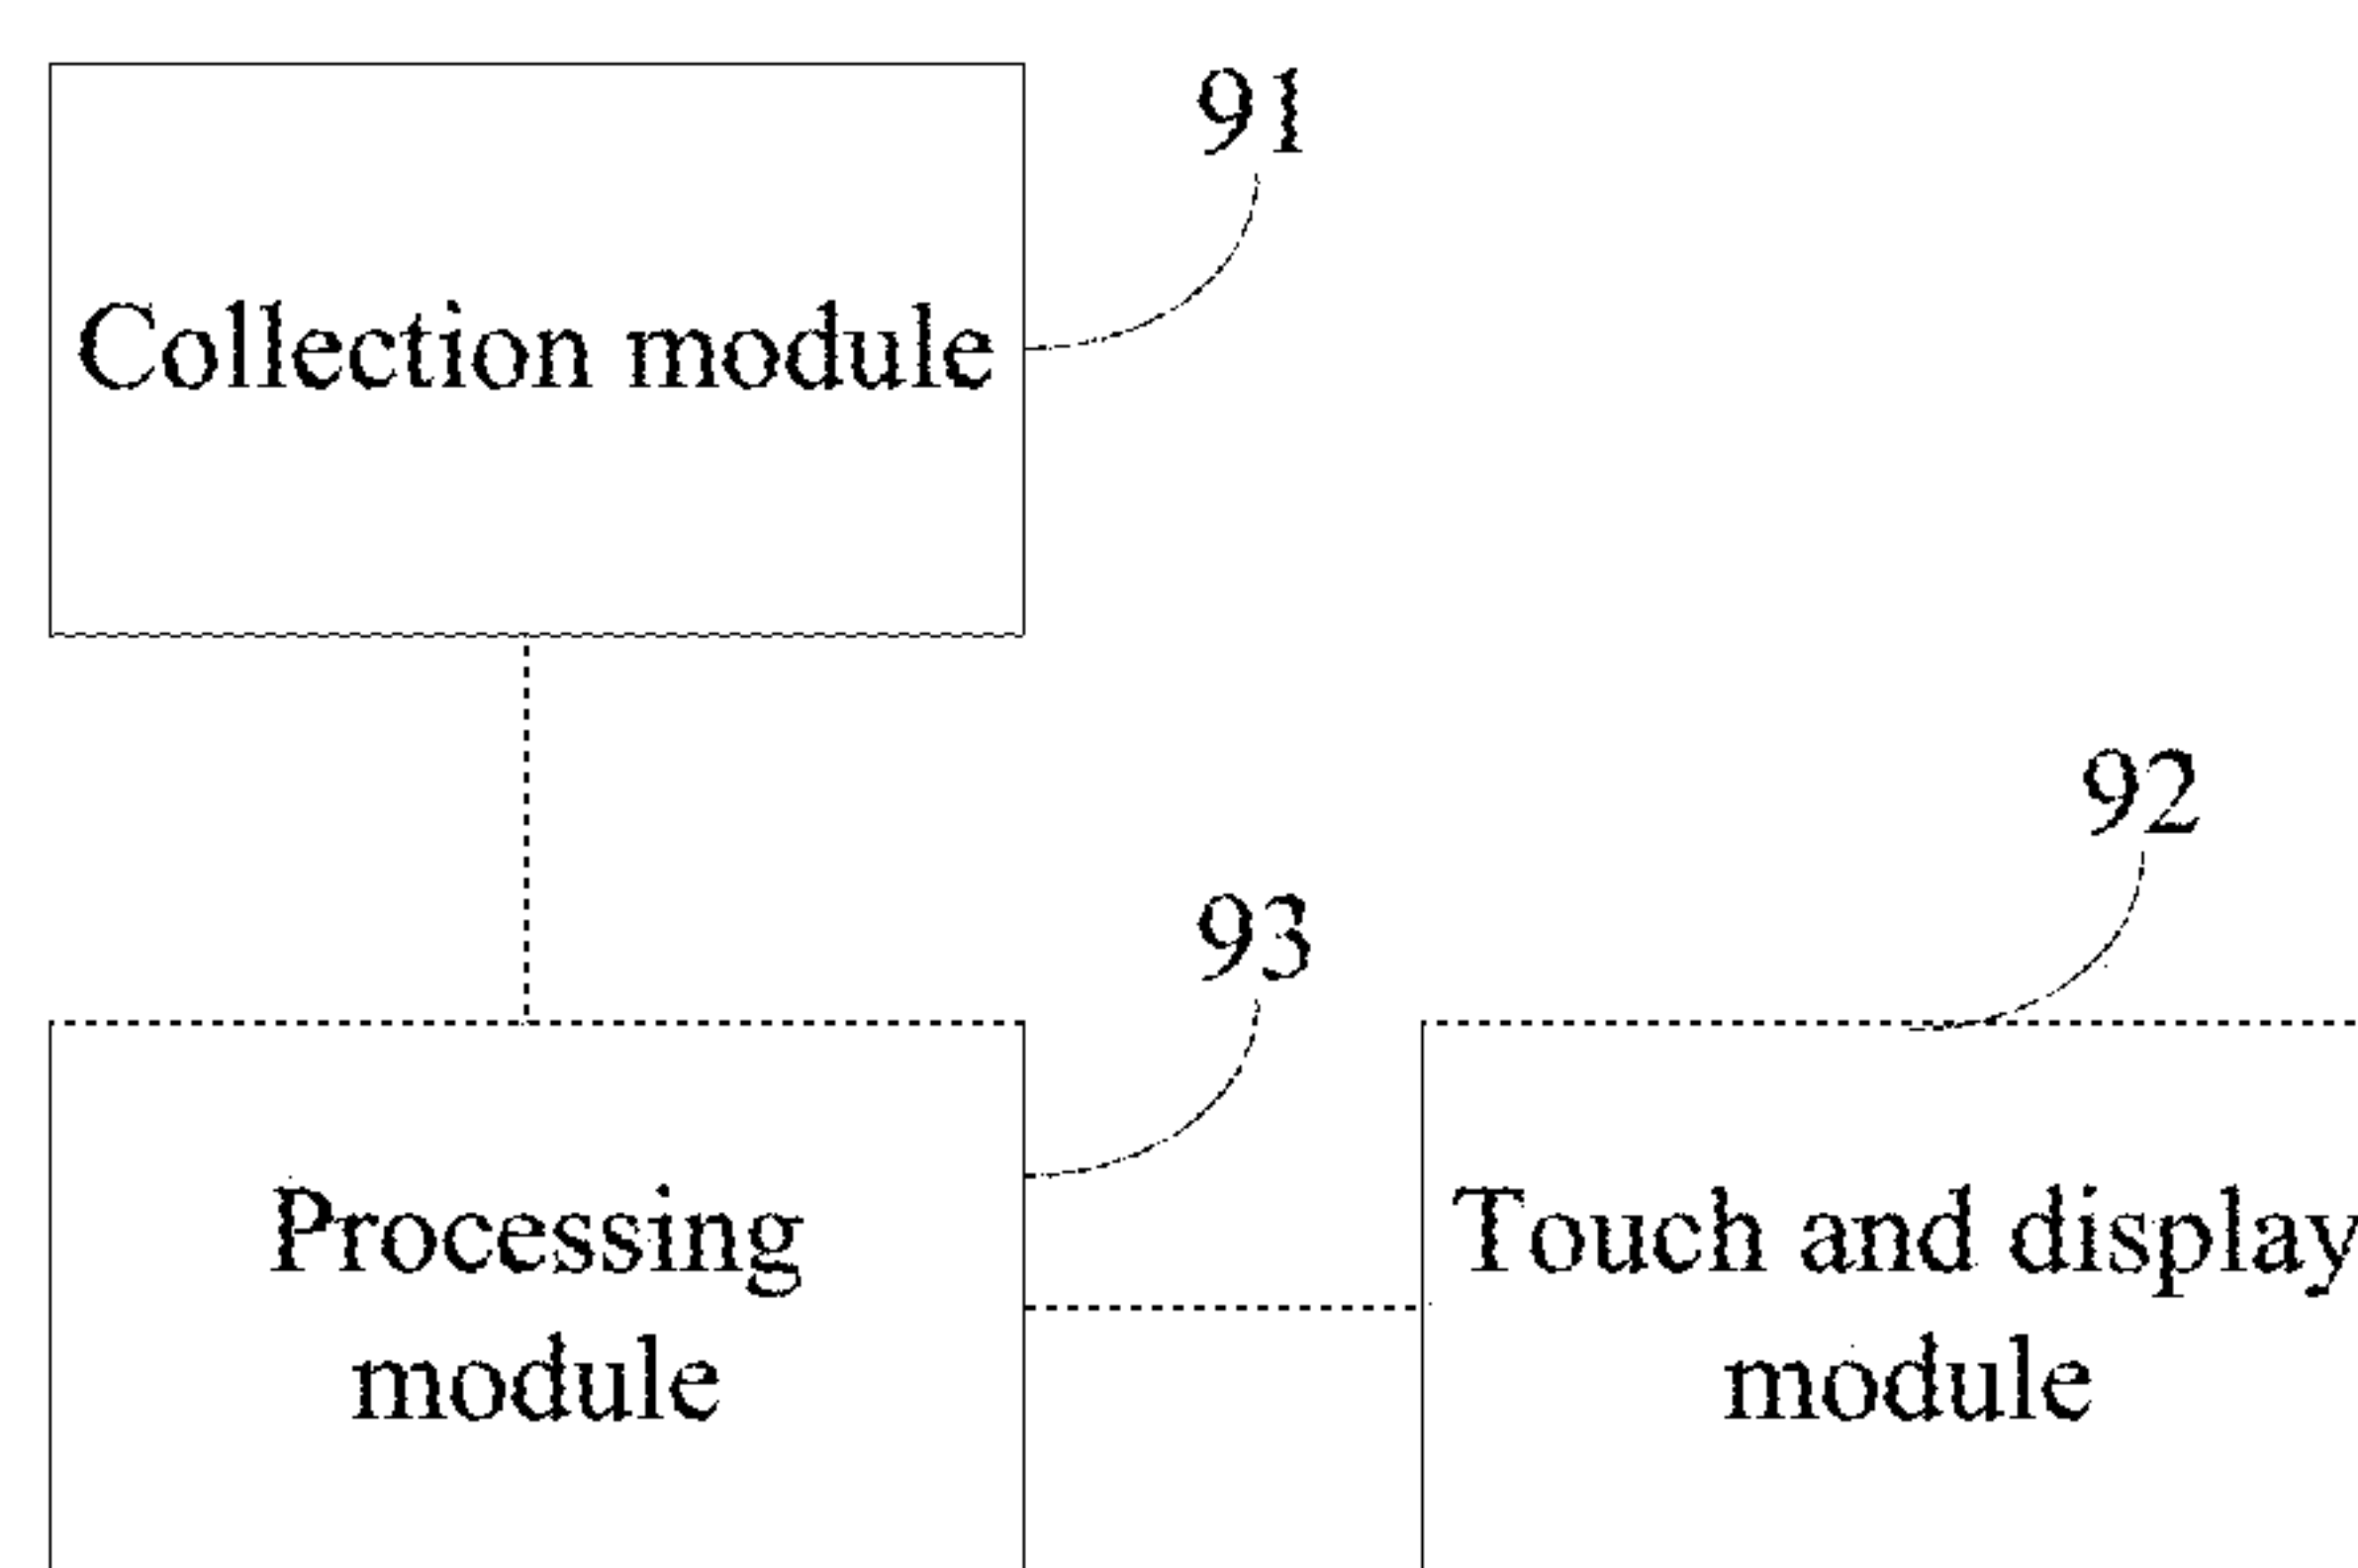 91
Collection module
92
93
Processing
module
Touch and display
module